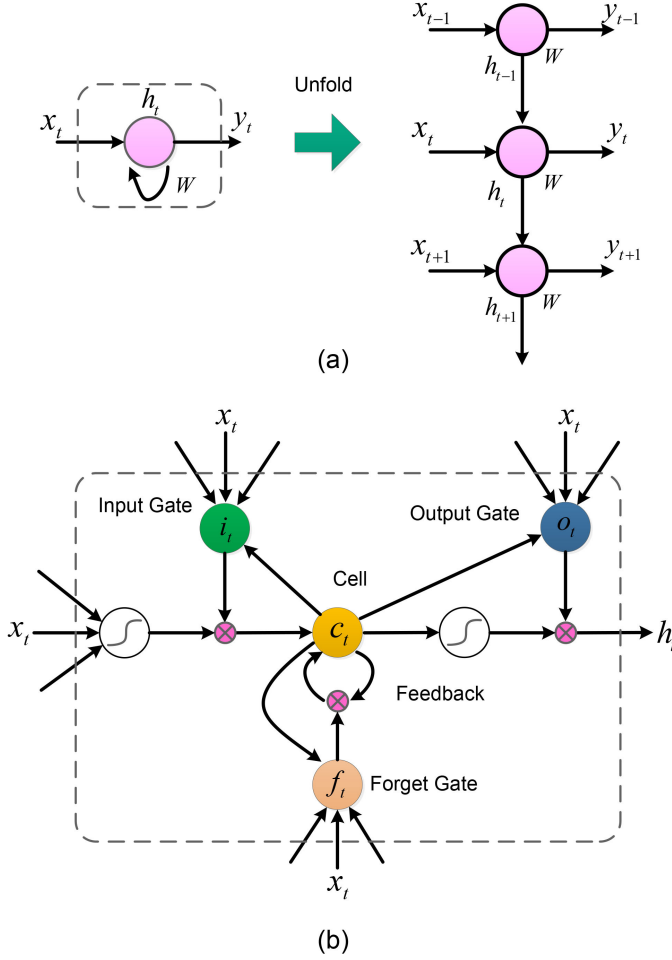 x_{t-1} y_{t-1}
W
h_{t-1}
h_t
Unfold
x_t y_t
W
x_t y_t
W
h_t
x_{t+1} y_{t+1}
W
h_{t+1}
(a)
x_t x_t
Input Gate i_t
Output Gate o_t
Cell
x_t c_t h_t
Feedback
f_t Forget Gate
x_t
(b)